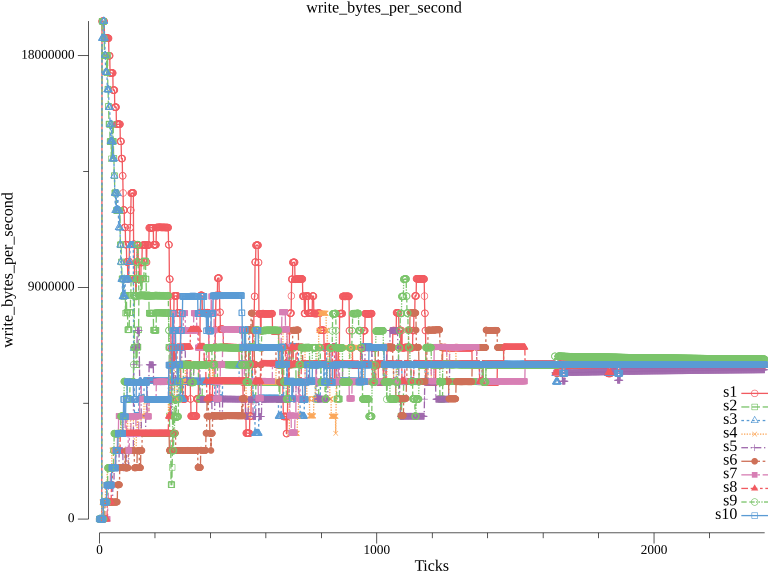 write_bytes_per_second
18000000
9000000
0
write_bytes_per_second
0
1000
2000
Ticks
s1
s2
s3
s4
s5
s6
s7
s8
s9
s10